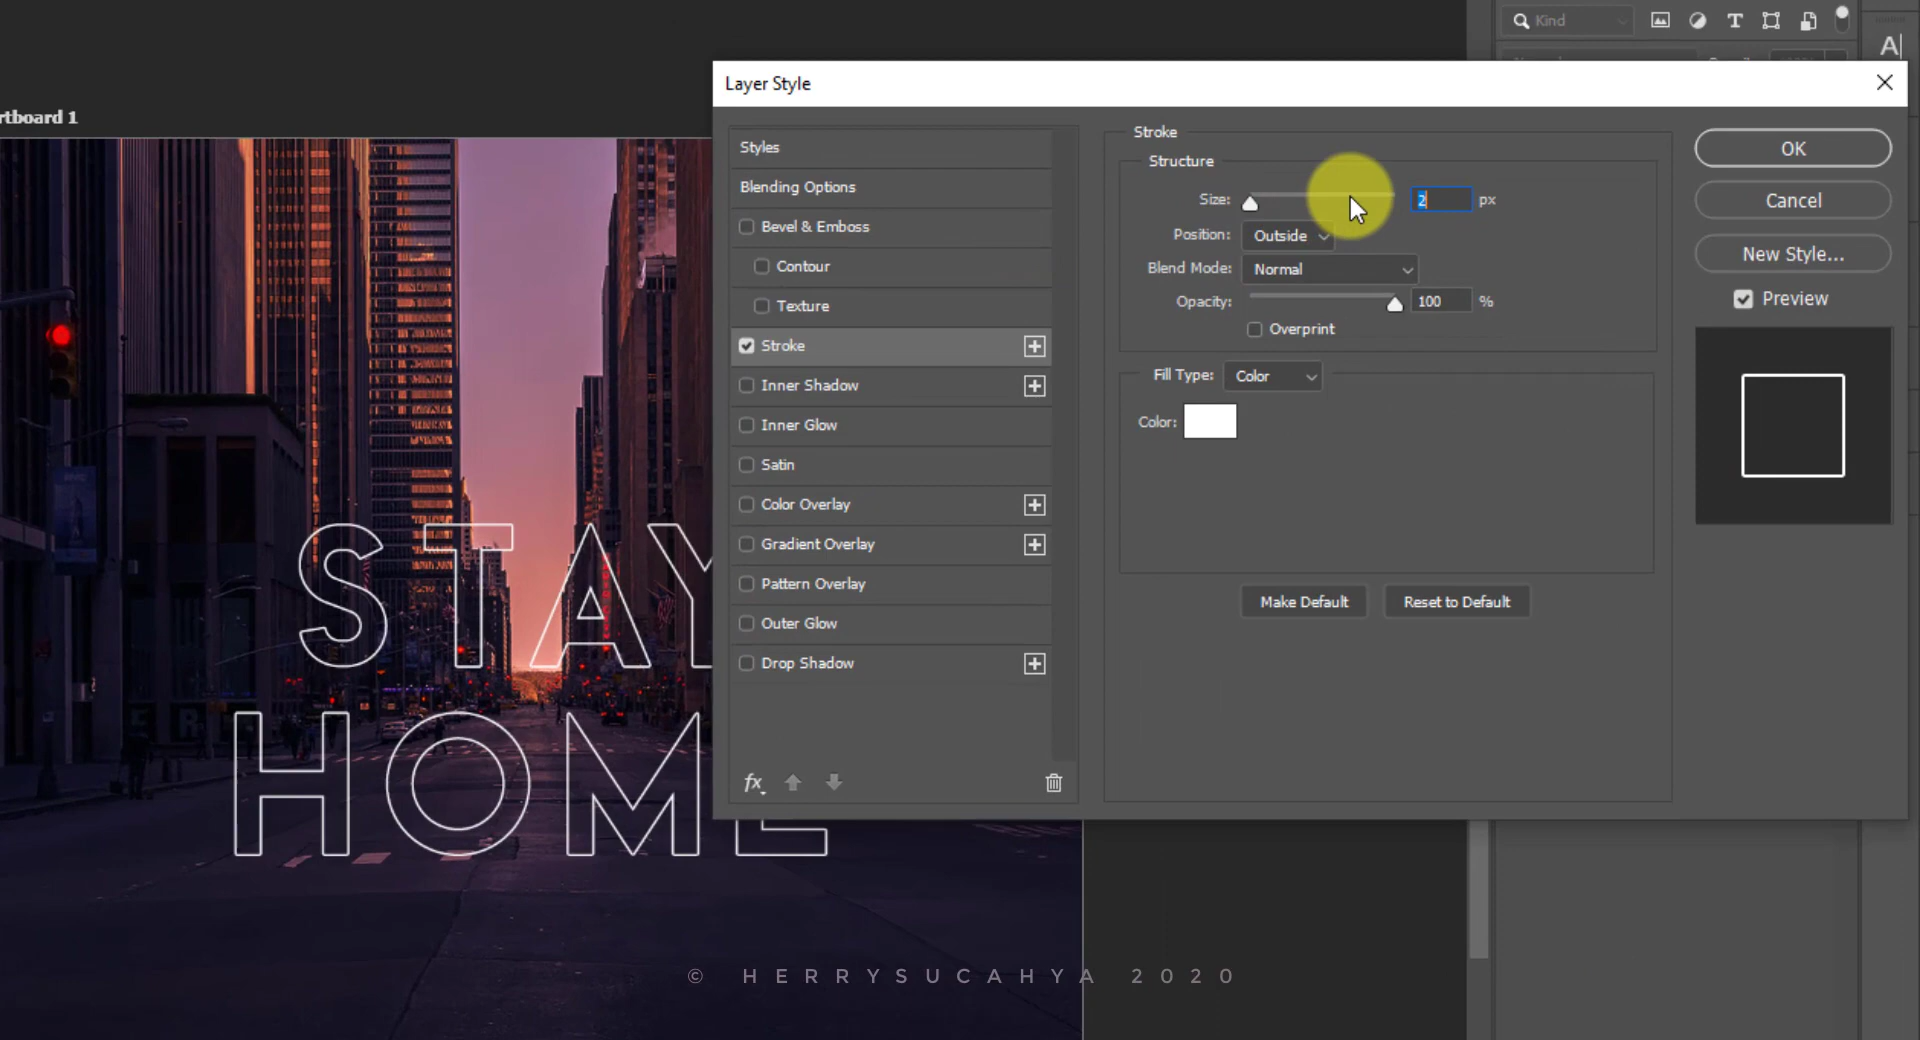 Kind
A
Layer Style
rtboard 1
Styles
Blending Options
Bevel & Emboss
Contour
Texture
Stroke
Inner Shadow
Inner Glow
Satin
Color Overlay
Gradient Overlay
Pattern Overlay
Outer Glow
Drop Shadow
fx
Stroke
Structure
Size: 2 px
Position: Outside
Blend Mode: Normal
Opacity: 100 %
Overprint
Fill Type: Color
Color:
Make Default Reset to Default
OK
Cancel
New Style...
Preview
STAY
HOME
© HERRYSUCAHYA 2020